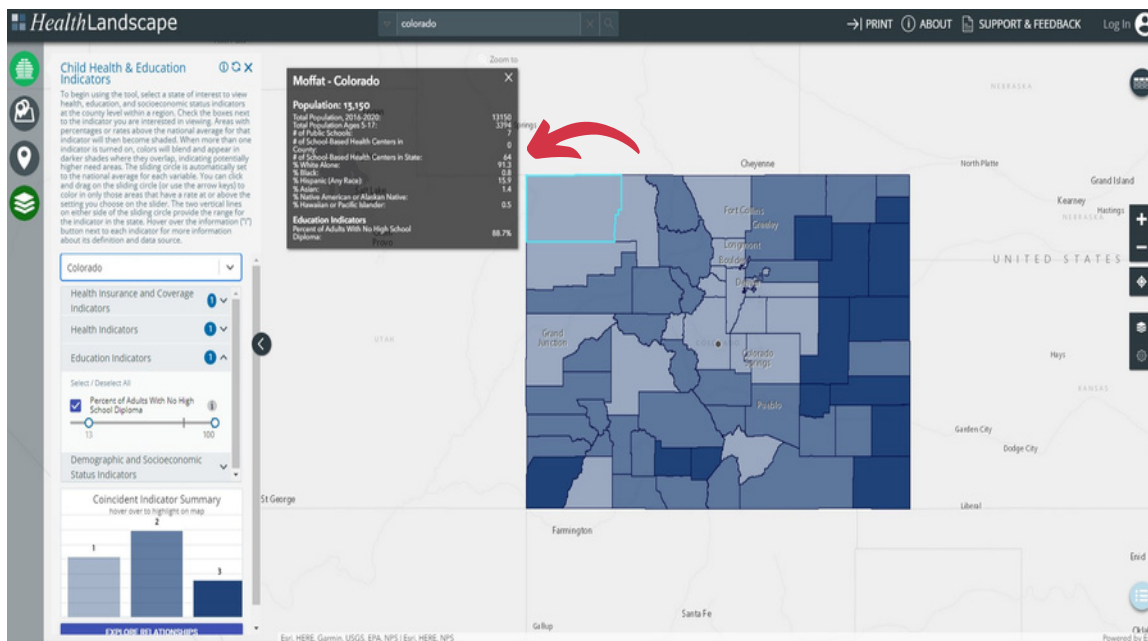 HealthLandscape
colorado
PRINT
ABOUT
SUPPORT & FEEDBACK
Log In
Child Health & Education
Indicators
To begin using the tool, select a state of interest to view
health, education, and socioeconomic status indicators
at the county level within a region. Check the boxes next
to the indicator you are interested in viewing. Areas with
percentages or rates above the national average for that
indicator will then become shaded. When more than one
indicator is turned on, colors will blend and appear in
darker shades where they overlap, indicating potentially
higher need areas. The sliding circle is automatically set
to the national average for each variable. You can click
and drag on the sliding circle (or use the arrow keys) to
color in only those areas that have a rate at or above the
setting you choose on the slider. The two vertical lines
on either side of the sliding circle provide the range for
the indicator in the state. Hover over the information ("i")
button next to each indicator for more information
about its definition and data source.
Colorado
Health Insurance and Coverage
Indicators
1
Health Indicators
1
Education Indicators
1
Select / Deselect All
Percent of Adults With No High
School Diploma
13
100
Demographic and Socioeconomic
Status Indicators
Coincident Indicator Summary
hover over to highlight on map
1
2
3
EXPLORE RELATIONSHIPS
Zoom to
Moffat - Colorado
Population: 13,150
Total Population, 2016-2020: 13150
Total Population Ages 5-17: 3394
# of Public Schools: 7
# of School-Based Health Centers in
County: 0
# of School-Based Health Centers in State: 64
% White Alone: 91.3
% Black: 0.8
% Hispanic (Any Race): 15.9
% Asian: 1.4
% Native American or Alaskan Native:
% Hawaiian or Pacific Islander: 0.5
Education Indicators
Percent of Adults With No High School
Diploma: 88.7%
Provo
NEBRASKA
Cheyenne
North Platte
Grand Island
Kearney
NEBRASKA
Hastings
Fort Collins
Greeley
Longmont
Boulder
UNITED STATES
UTAH
Grand
Junction
COLORADO
Colorado
Springs
Hays
KANSAS
Pueblo
Garden City
Dodge City
St George
Liberal
Farmington
Enid
Santa Fe
Gallup
Esri, HERE, Garmin, USGS, EPA, NPS | Esri, HERE, NPS
Powered by